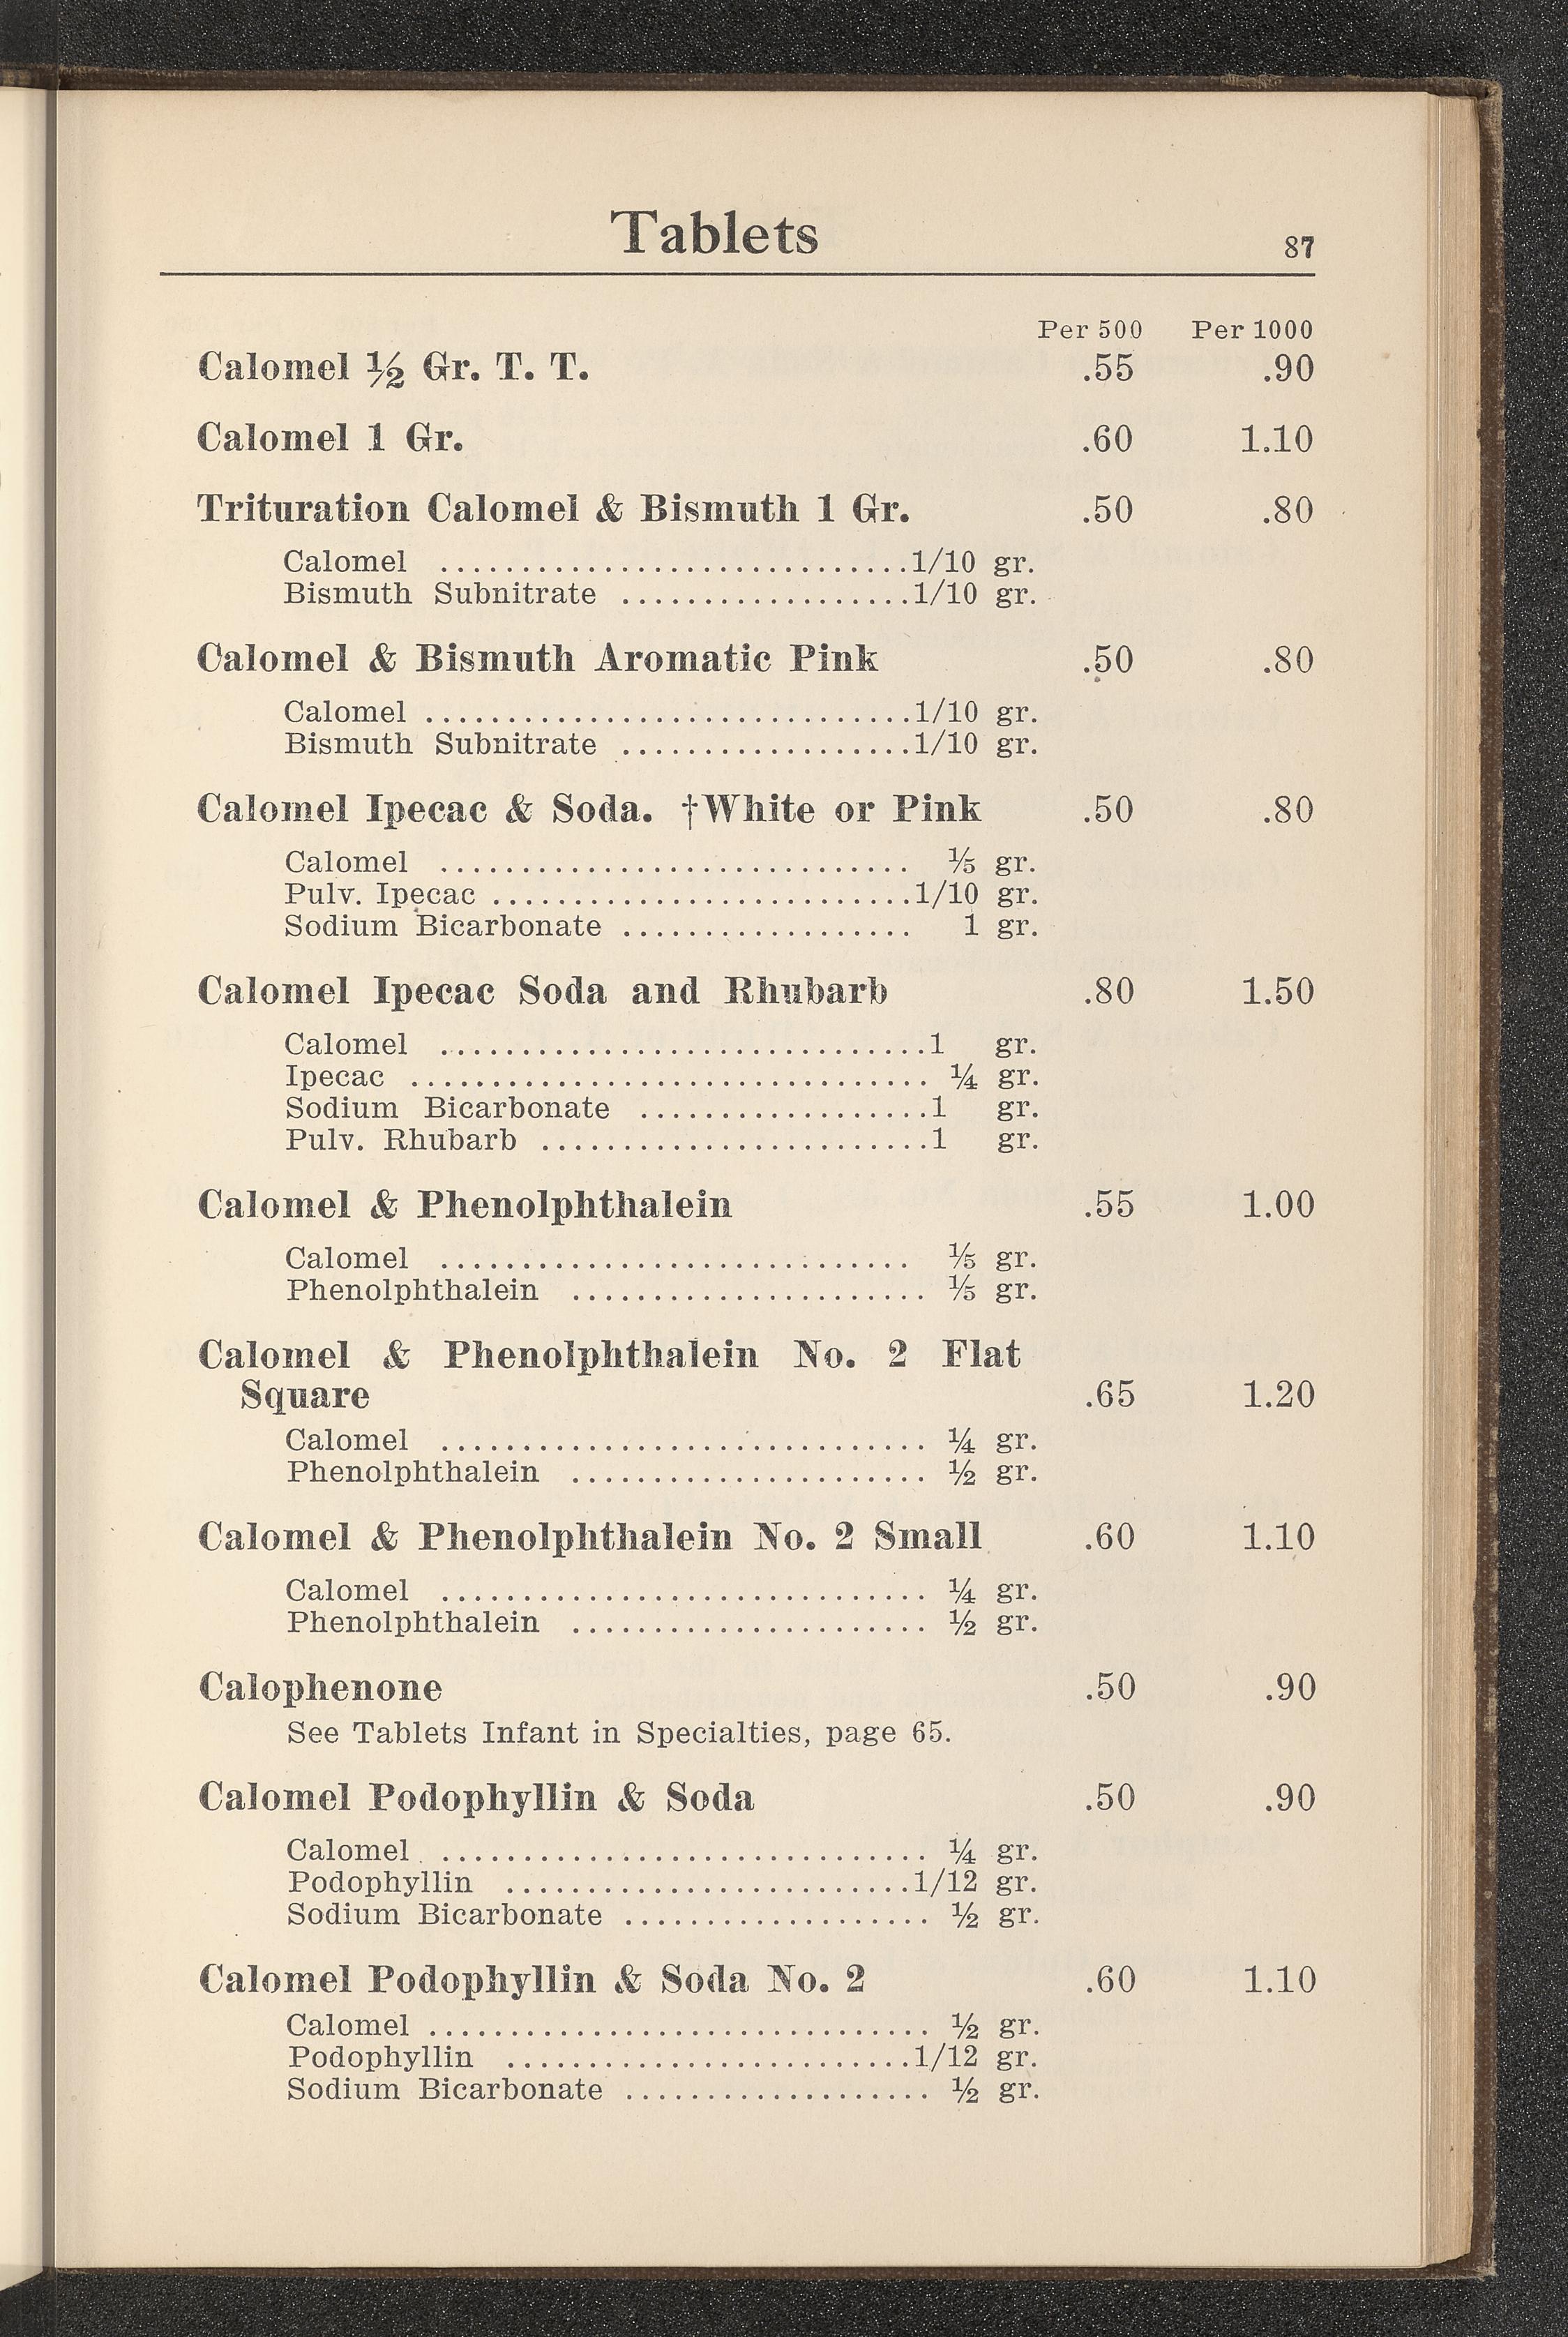 Tablets 87
Per 500 Per 1000
Calomel ½ Gr. T. T. .55 .90
Calomel 1 Gr. .60 1.10
Trituration Calomel & Bismuth 1 Gr. .50 .80
Calomel .............................1/10 gr.
Bismuth Subnitrate ..................1/10 gr.
Calomel & Bismuth Aromatic Pink .50 .80
Calomel ..............................1/10 gr.
Bismuth Subnitrate ..................1/10 gr.
Calomel Ipecac & Soda. †White or Pink .50 .80
Calomel ............................. ⅕ gr.
Pulv. Ipecac ..........................1/10 gr.
Sodium Bicarbonate .................. 1 gr.
Calomel Ipecac Soda and Rhubarb .80 1.50
Calomel ..............................1 gr.
Ipecac ................................ ¼ gr.
Sodium Bicarbonate ..................1 gr.
Pulv. Rhubarb ........................1 gr.
Calomel & Phenolphthalein .55 1.00
Calomel ............................. ⅕ gr.
Phenolphthalein ...................... ⅕ gr.
Calomel & Phenolphthalein No. 2 Flat
Square .65 1.20
Calomel .............................. ¼ gr.
Phenolphthalein ...................... ½ gr.
Calomel & Phenolphthalein No. 2 Small .60 1.10
Calomel .............................. ¼ gr.
Phenolphthalein ...................... ½ gr.
Calophenone .50 .90
See Tablets Infant in Specialties, page 65.
Calomel Podophyllin & Soda .50 .90
Calomel .............................. ¼ gr.
Podophyllin .........................1/12 gr.
Sodium Bicarbonate ................... ½ gr.
Calomel Podophyllin & Soda No. 2 .60 1.10
Calomel ............................... ½ gr.
Podophyllin .........................1/12 gr.
Sodium Bicarbonate ................... ½ gr.